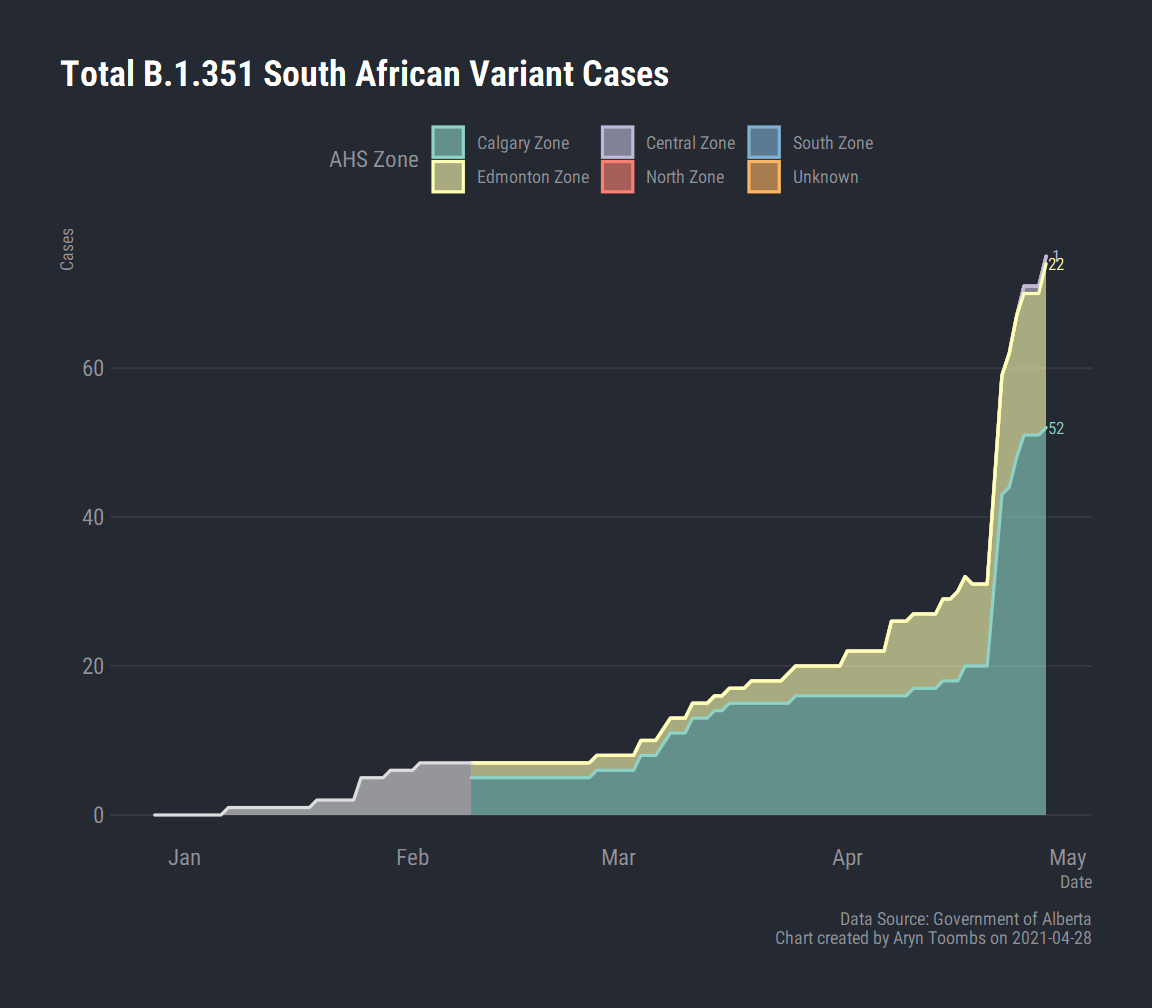 Total B.1.351 South African Variant Cases
AHS Zone
Calgary Zone
Central Zone
South Zone
Edmonton Zone
North Zone
Unknown
Cases
1
22
60
52
40
20
0
Jan
Feb
Mar
Apr
May
Date
Data Source: Government of Alberta
Chart created by Aryn Toombs on 2021-04-28